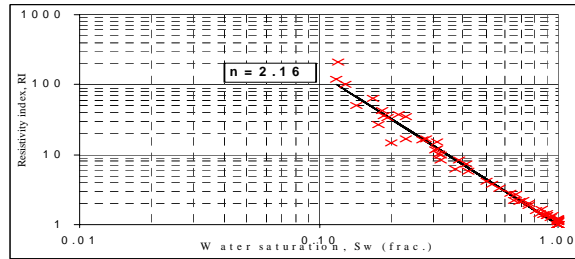 1000
100
n = 2.16
10
1
0.01
0.10
1.00
Resistivity index, RI
Water saturation, Sw (frac.)